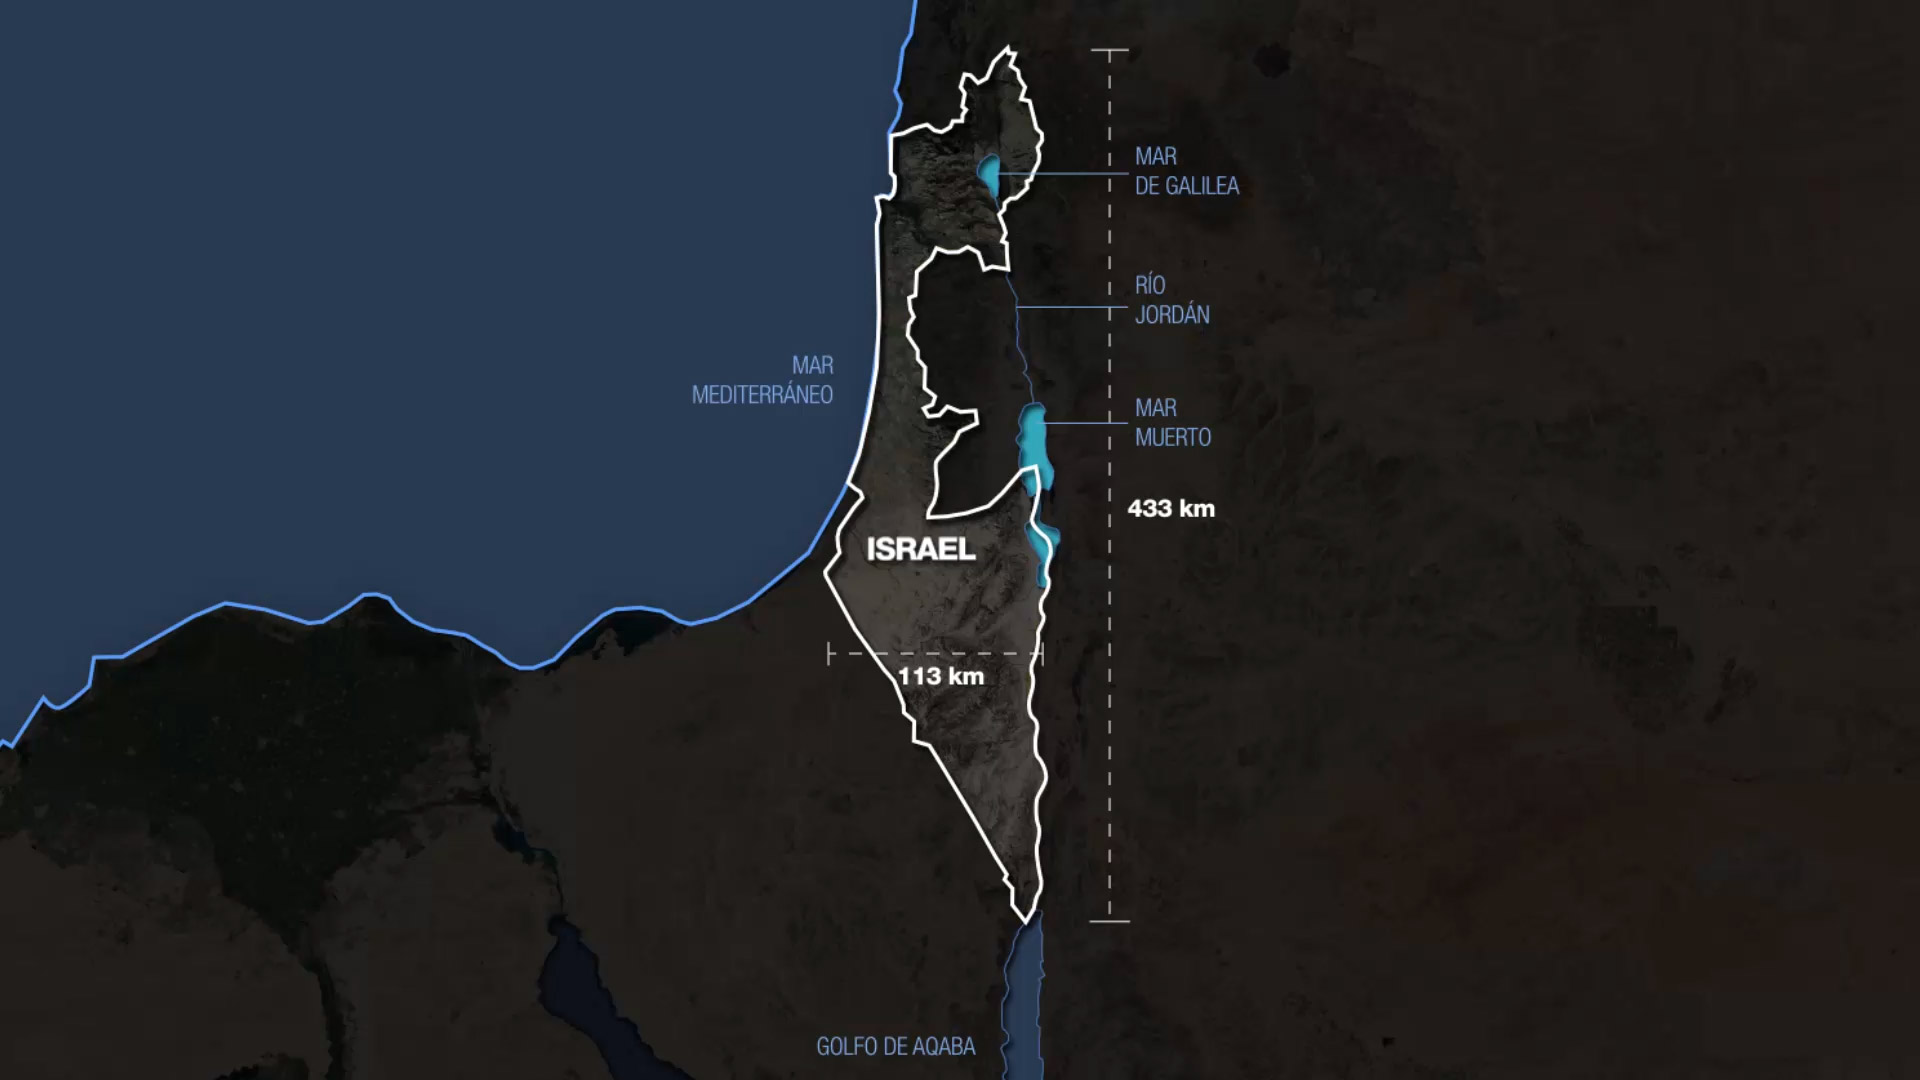 MAR
DE GALILEA
RÍO
JORDÁN
MAR
MEDITERRÁNEO
MAR
MUERTO
433 km
ISRAEL
113 km
GOLFO DE AQABA